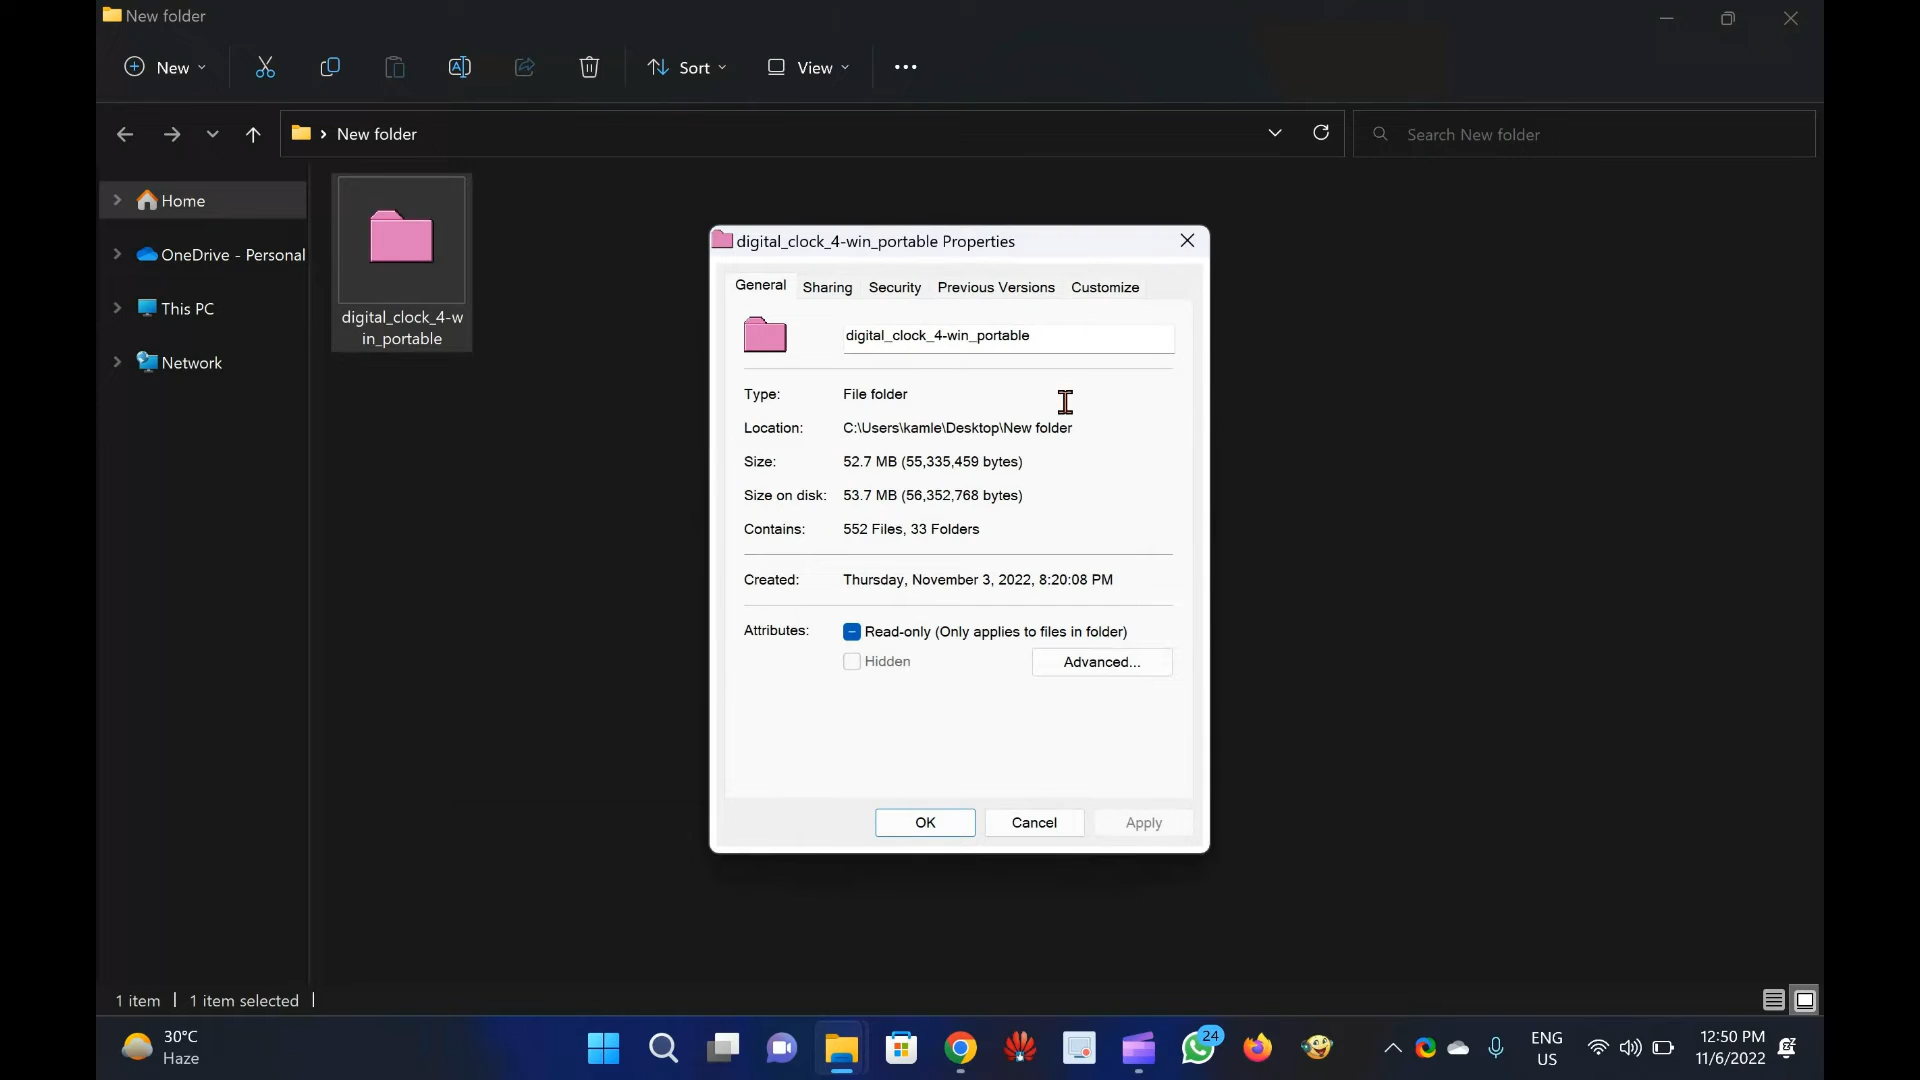 New folder
New
Sort
View
New folder
Search New folder
Home
OneDrive - Personal
This PC
Network
digital_clock_4-w
in_portable
digital_clock_4-win_portable Properties
General Sharing Security Previous Versions Customize
digital_clock_4-win_portable
Type: File folder
Location: C:\Users\kamle\Desktop\New folder
Size: 52.7 MB (55,335,459 bytes)
Size on disk: 53.7 MB (56,352,768 bytes)
Contains: 552 Files, 33 Folders
Created: Thursday, November 3, 2022, 8:20:08 PM
Attributes: Read-only (Only applies to files in folder)
Hidden Advanced...
OK Cancel Apply
1 item 1 item selected
30°C
Haze
24
ENG
US
12:50 PM
11/6/2022